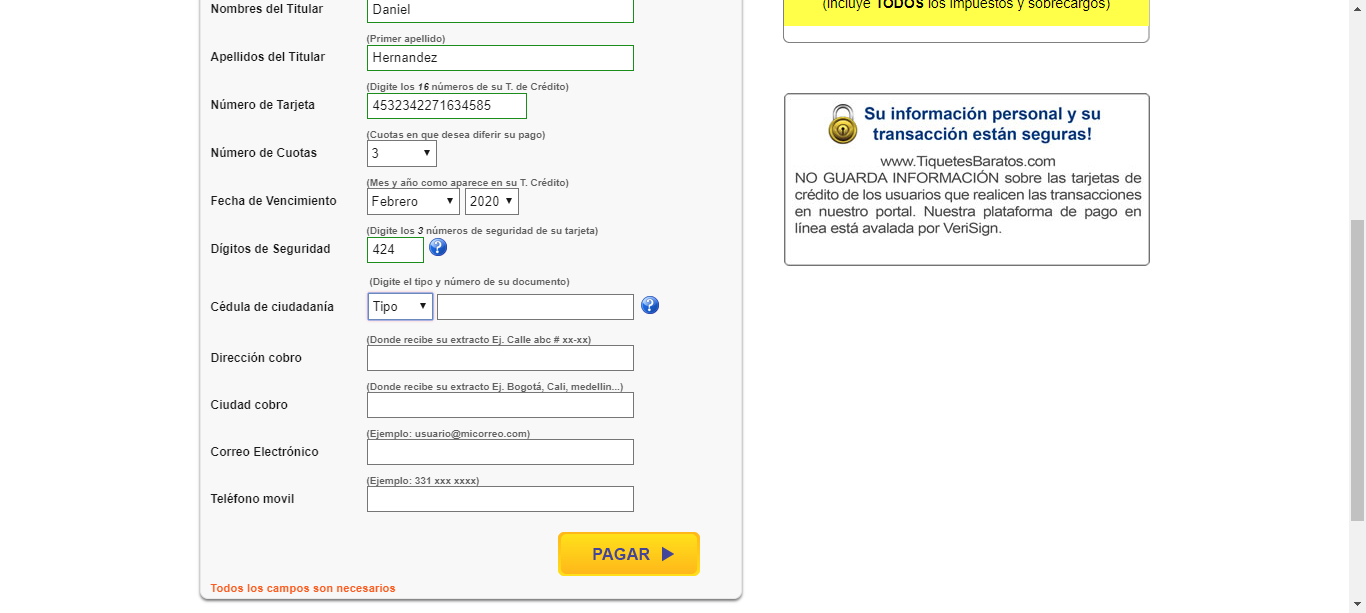 Nombres del Titular
Daniel
(Incluye TODOS los impuestos y sobrecargos)
(Primer apellido)
Apellidos del Titular
Hernandez
(Digite los 16 números de su T. de Crédito)
Número de Tarjeta
4532342271634585
(Cuotas en que desea diferir su pago)
Número de Cuotas
3
(Mes y año como aparece en su T. Crédito)
Fecha de Vencimiento
Febrero 2020
(Digite los 3 números de seguridad de su tarjeta)
Dígitos de Seguridad
424 ?
(Digite el tipo y número de su documento)
Cédula de ciudadanía
Tipo ?
(Donde recibe su extracto Ej. Calle abc # xx-xx)
Dirección cobro
(Donde recibe su extracto Ej. Bogotá, Cali, medellin...)
Ciudad cobro
(Ejemplo: usuario@micorreo.com)
Correo Electrónico
(Ejemplo: 331 xxx xxxx)
Teléfono movil
PAGAR
Todos los campos son necesarios
Su información personal y su
transacción están seguras!
www.TiquetesBaratos.com
NO GUARDA INFORMACIÓN sobre las tarjetas de
crédito de los usuarios que realicen las transacciones
en nuestro portal. Nuestra plataforma de pago en
línea está avalada por VeriSign.